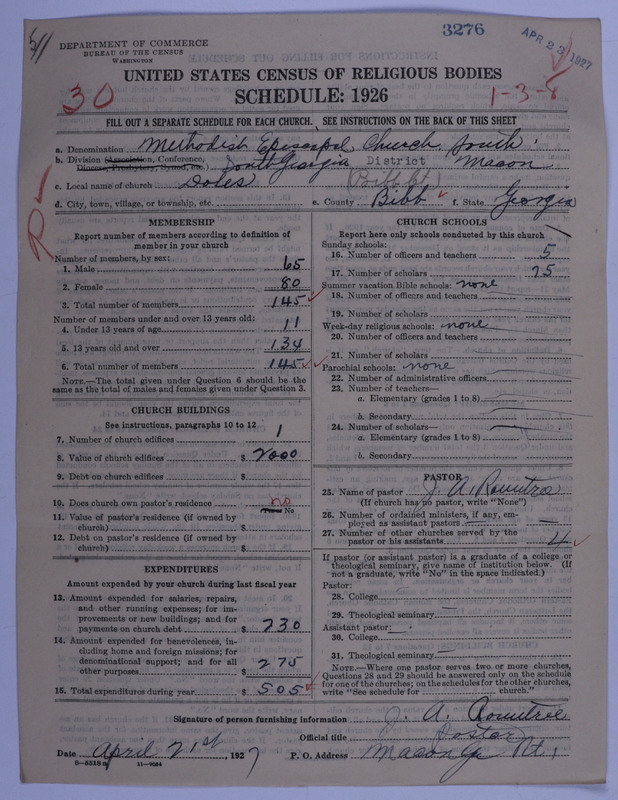 51
3276
APR 23 1927
DEPARTMENT OF COMMERCE
BUREAU OF THE CENSUS
WASHINGTON
UNITED STATES CENSUS OF RELIGIOUS BODIES
30
SCHEDULE: 1926
1-3-8
FILL OUT A SEPARATE SCHEDULE FOR EACH CHURCH. SEE INSTRUCTIONS ON THE BACK OF THIS SHEET
a. Denomination Methodist Episcopal Church, South
b. Division (Association, Conference, Diocese, Presbytery, Synod, etc.) South Georgia District Macon
c. Local name of church Doles (Bibb Ct)
d. City, town, village, or township, etc. e. County Bibb f. State Georgia
MEMBERSHIP
Report number of members according to definition of
member in your church
Number of members, by sex:
1. Male 65
2. Female 80
3. Total number of members 145
Number of members under and over 13 years old:
4. Under 13 years of age 11
5. 13 years old and over 134
6. Total number of members 145
NOTE.—The total given under Question 6 should be
same as the total of males and females given under Question 3.
CHURCH BUILDINGS
See instructions, paragraphs 10 to 12
7. Number of church edifices 1
8. Value of church edifices $ 2000
9. Debt on church edifices $
10. Does church own pastor's residence no
Yes or No
11. Value of pastor's residence (if owned by
church) $
12. Debt on pastor's residence (if owned by
church) $
EXPENDITURES
Amount expended by your church during last fiscal year
13. Amount expended for salaries, repairs,
and other running expenses; for im-
provements or new buildings; and for
payments on church debt $ 230
14. Amount expended for benevolences, in-
cluding home and foreign missions; for
denominational support; and for all
other purposes $ 275
15. Total expenditures during year $ 505
CHURCH SCHOOLS
Report here only schools conducted by this church
Sunday schools:
16. Number of officers and teachers 5
17. Number of scholars 75
Summer vacation Bible schools: none
18. Number of officers and teachers
19. Number of scholars
Week-day religious schools: none
20. Number of officers and teachers
21. Number of scholars
Parochial schools: none
22. Number of administrative officers
23. Number of teachers—
a. Elementary (grades 1 to 8)
b. Secondary
24. Number of scholars—
a. Elementary (grades 1 to 8)
b. Secondary
PASTOR
25. Name of pastor J. A. Rountree
(If church has no pastor, write "None")
26. Number of ordained ministers, if any, em-
ployed as assistant pastors
27. Number of other churches served by the
pastor or his assistants 4
If pastor (or assistant pastor) is a graduate of a college or
theological seminary, give name of institution below. (If
not a graduate, write "No" in the space indicated.)
Pastor:
28. College
29. Theological seminary
Assistant pastor:
30. College
31. Theological seminary
NOTE.—Where one pastor serves two or more churches,
Questions 28 and 29 should be answered only on the schedule
for one of the churches; on the schedules for the other churches,
write "See schedule for church."
Signature of person furnishing information J. A. Rountree
Official title Pastor
Date April 21st, 1927 P. O. Address Macon Ga Rt. 1
8—5518a 11—9084